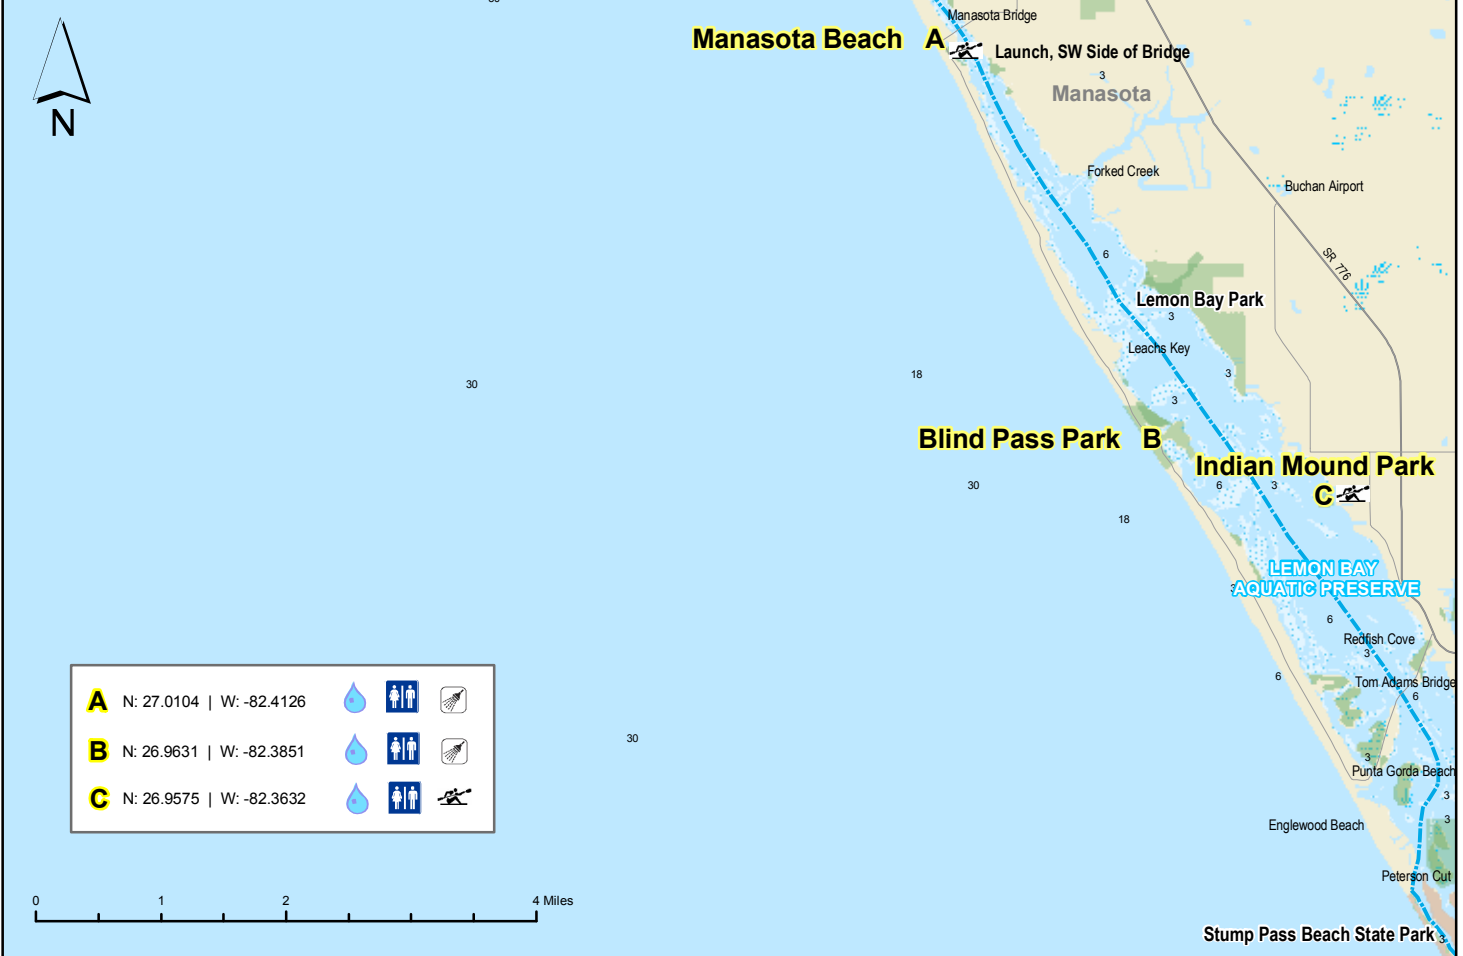 Manasota Bridge
Manasota Beach A
Launch, SW Side of Bridge
3
Manasota
N
Forked Creek
Buchan Airport
6
SR 776
Lemon Bay Park
3
Leachs Key
18
3
30
3
Blind Pass Park B
Indian Mound Park
30
6
3
C
18
LEMON BAY
AQUATIC PRESERVE
3
6
Redfish Cove
3
6
Tom Adams Bridge
6
A N: 27.0104 | W: -82.4126
30
B N: 26.9631 | W: -82.3851
3
Punta Gorda Beach
C N: 26.9575 | W: -82.3632
3
3
Englewood Beach
Peterson Cut
0 1 2 4 Miles
Stump Pass Beach State Park
3